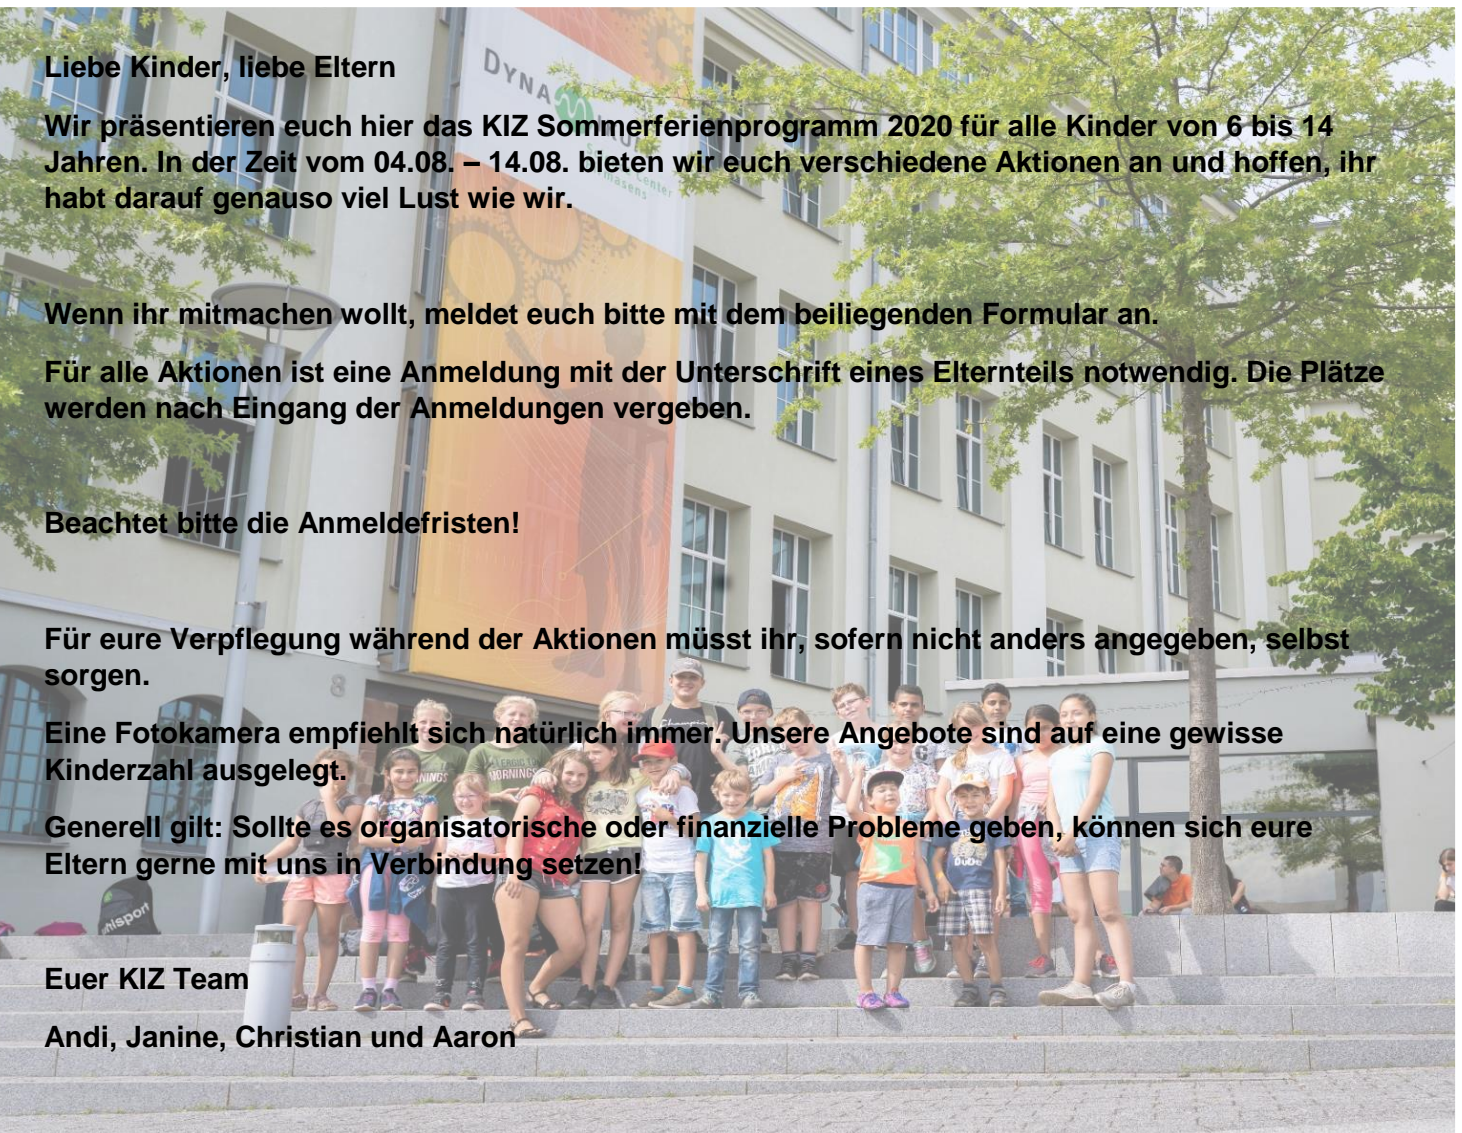 Liebe Kinder, liebe Eltern
Wir präsentieren euch hier das KIZ Sommerferienprogramm 2020 für alle Kinder von 6 bis 14
Jahren. In der Zeit vom 04.08. – 14.08. bieten wir euch verschiedene Aktionen an und hoffen, ihr
habt darauf genauso viel Lust wie wir.
Wenn ihr mitmachen wollt, meldet euch bitte mit dem beiliegenden Formular an.
Für alle Aktionen ist eine Anmeldung mit der Unterschrift eines Elternteils notwendig. Die Plätze
werden nach Eingang der Anmeldungen vergeben.
Beachtet bitte die Anmeldefristen!
Für eure Verpflegung während der Aktionen müsst ihr, sofern nicht anders angegeben, selbst
sorgen.
Eine Fotokamera empfiehlt sich natürlich immer. Unsere Angebote sind auf eine gewisse
Kinderzahl ausgelegt.
Generell gilt: Sollte es organisatorische oder finanzielle Probleme geben, können sich eure
Eltern gerne mit uns in Verbindung setzen!
Euer KIZ Team
Andi, Janine, Christian und Aaron
DYNA
Center
8
MORNINGS
DUDE